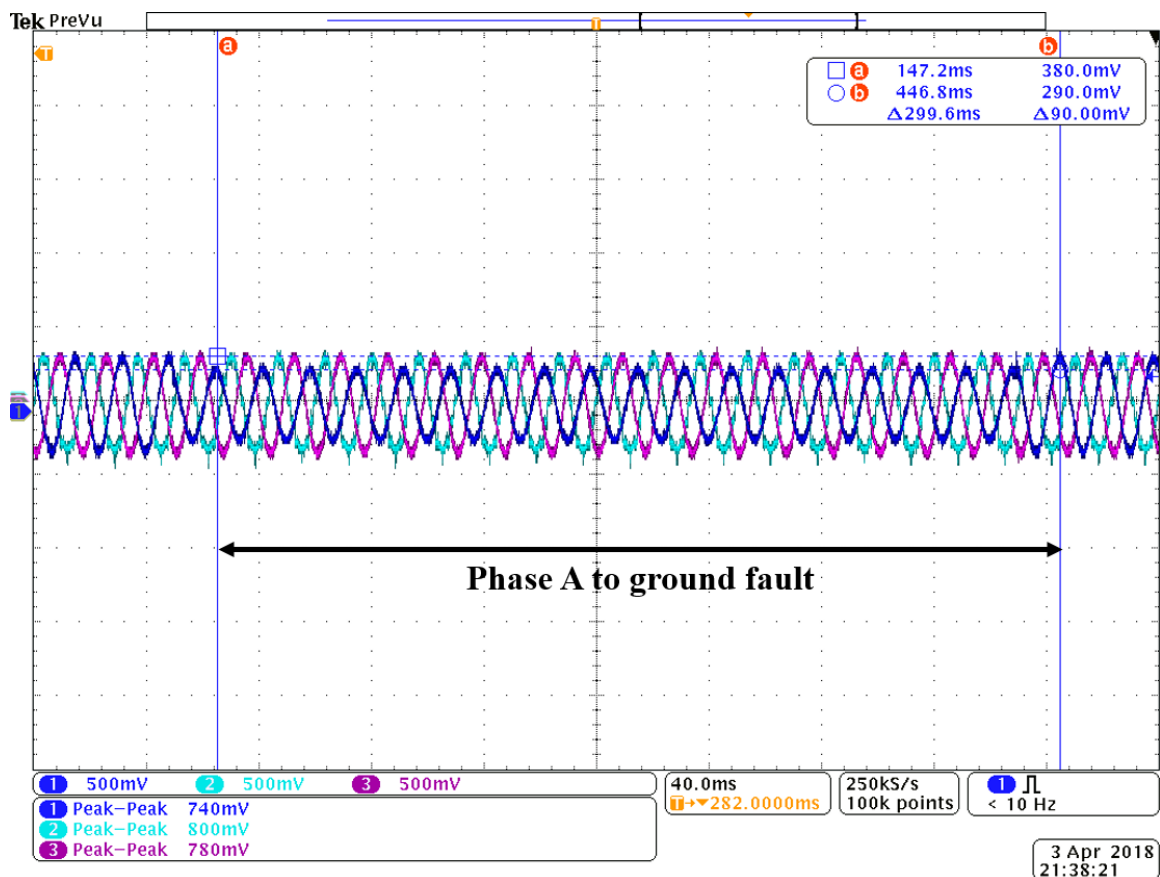 Tek PreVu
T
a
b
T
a 147.2ms 380.0mV
b 446.8ms 290.0mV
Δ299.6ms Δ90.00mV
1
Phase A to ground fault
1 500mV 2 500mV 3 500mV
1 Peak-Peak 740mV
2 Peak-Peak 800mV
3 Peak-Peak 780mV
40.0ms
T→▼282.0000ms
250kS/s
100k points
1
< 10 Hz
3 Apr 2018
21:38:21